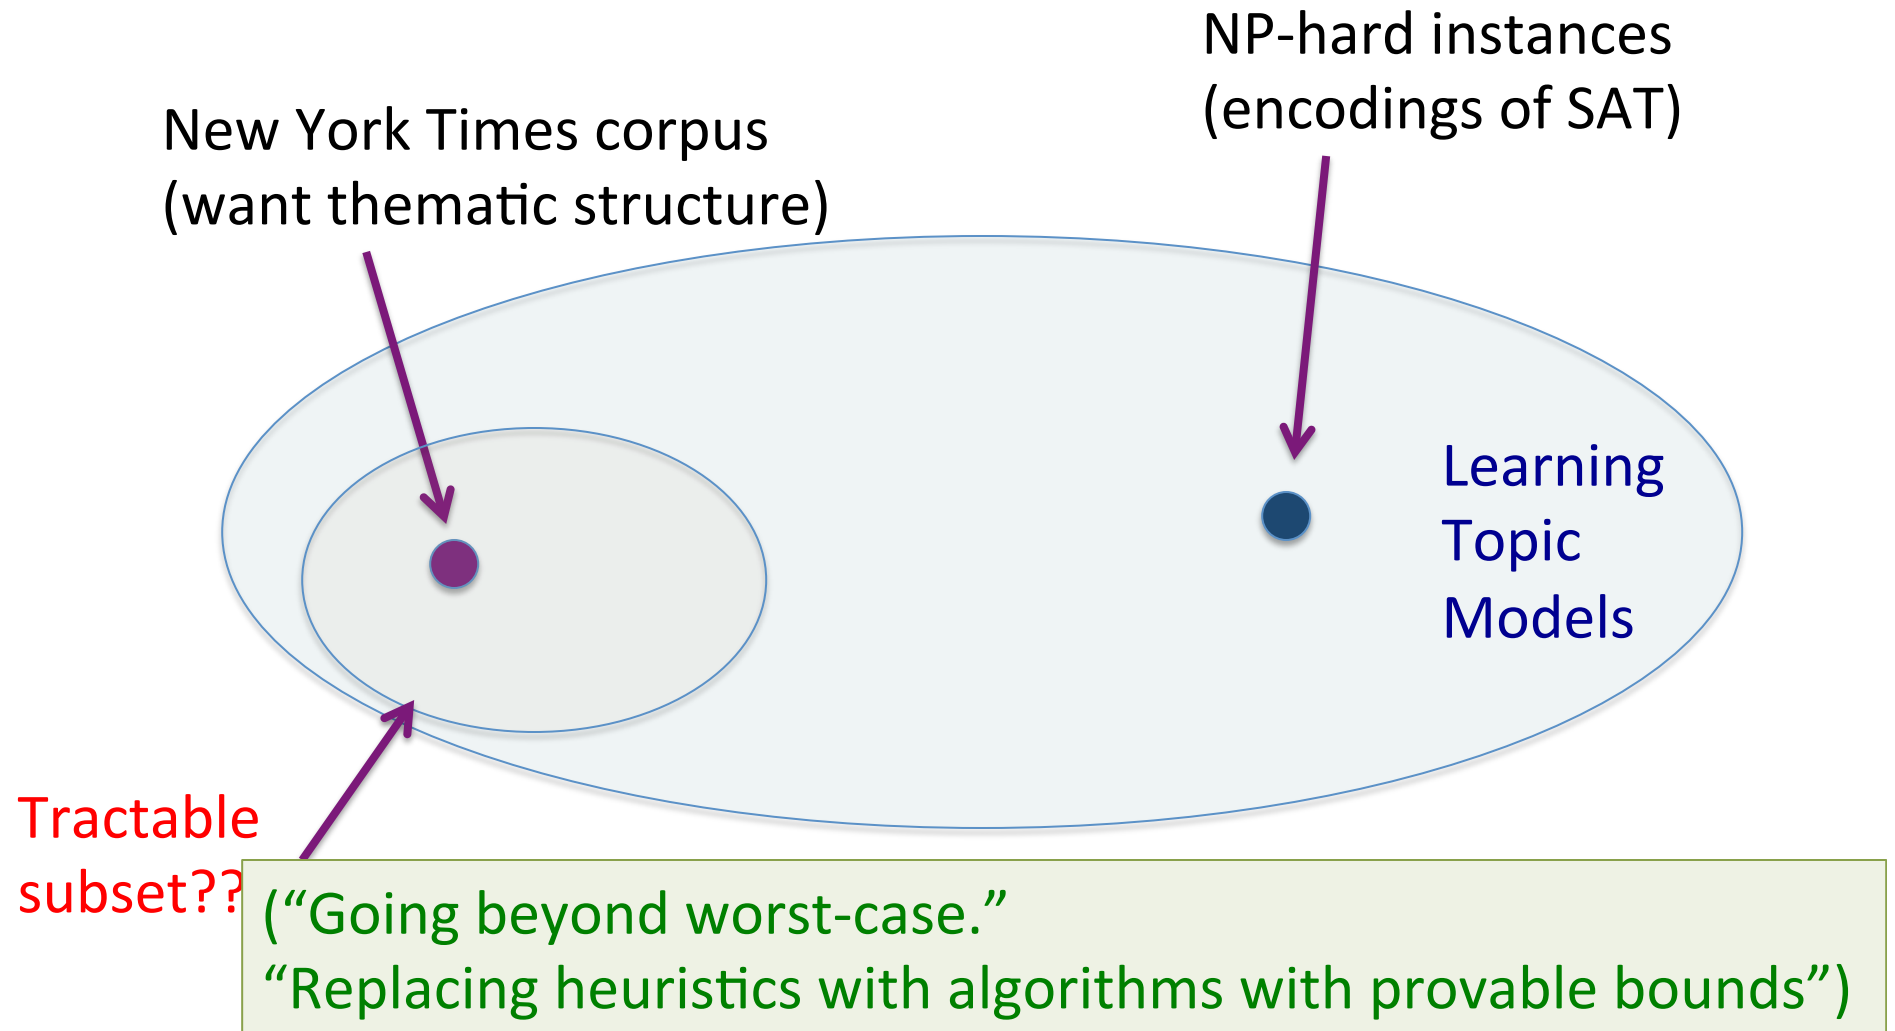 NP-hard instances
(encodings of SAT)
New York Times corpus
(want thematic structure)
Learning
Topic
Models
Tractable
subset??
(“Going beyond worst-case.”
“Replacing heuristics with algorithms with provable bounds”)